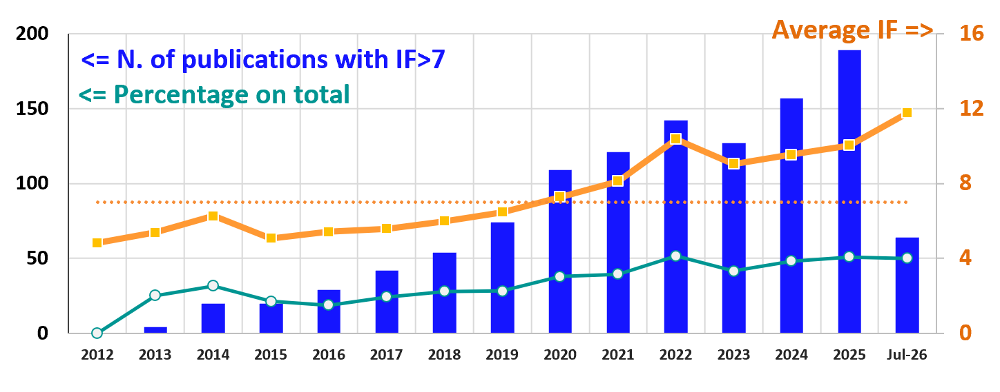 Average IF =>
<= N. of publications with IF>7
<= Percentage on total
200
150
100
50
0
16
12
8
4
0
2012 2013 2014 2015 2016 2017 2018 2019 2020 2021 2022 2023 2024 2025 Jul-26